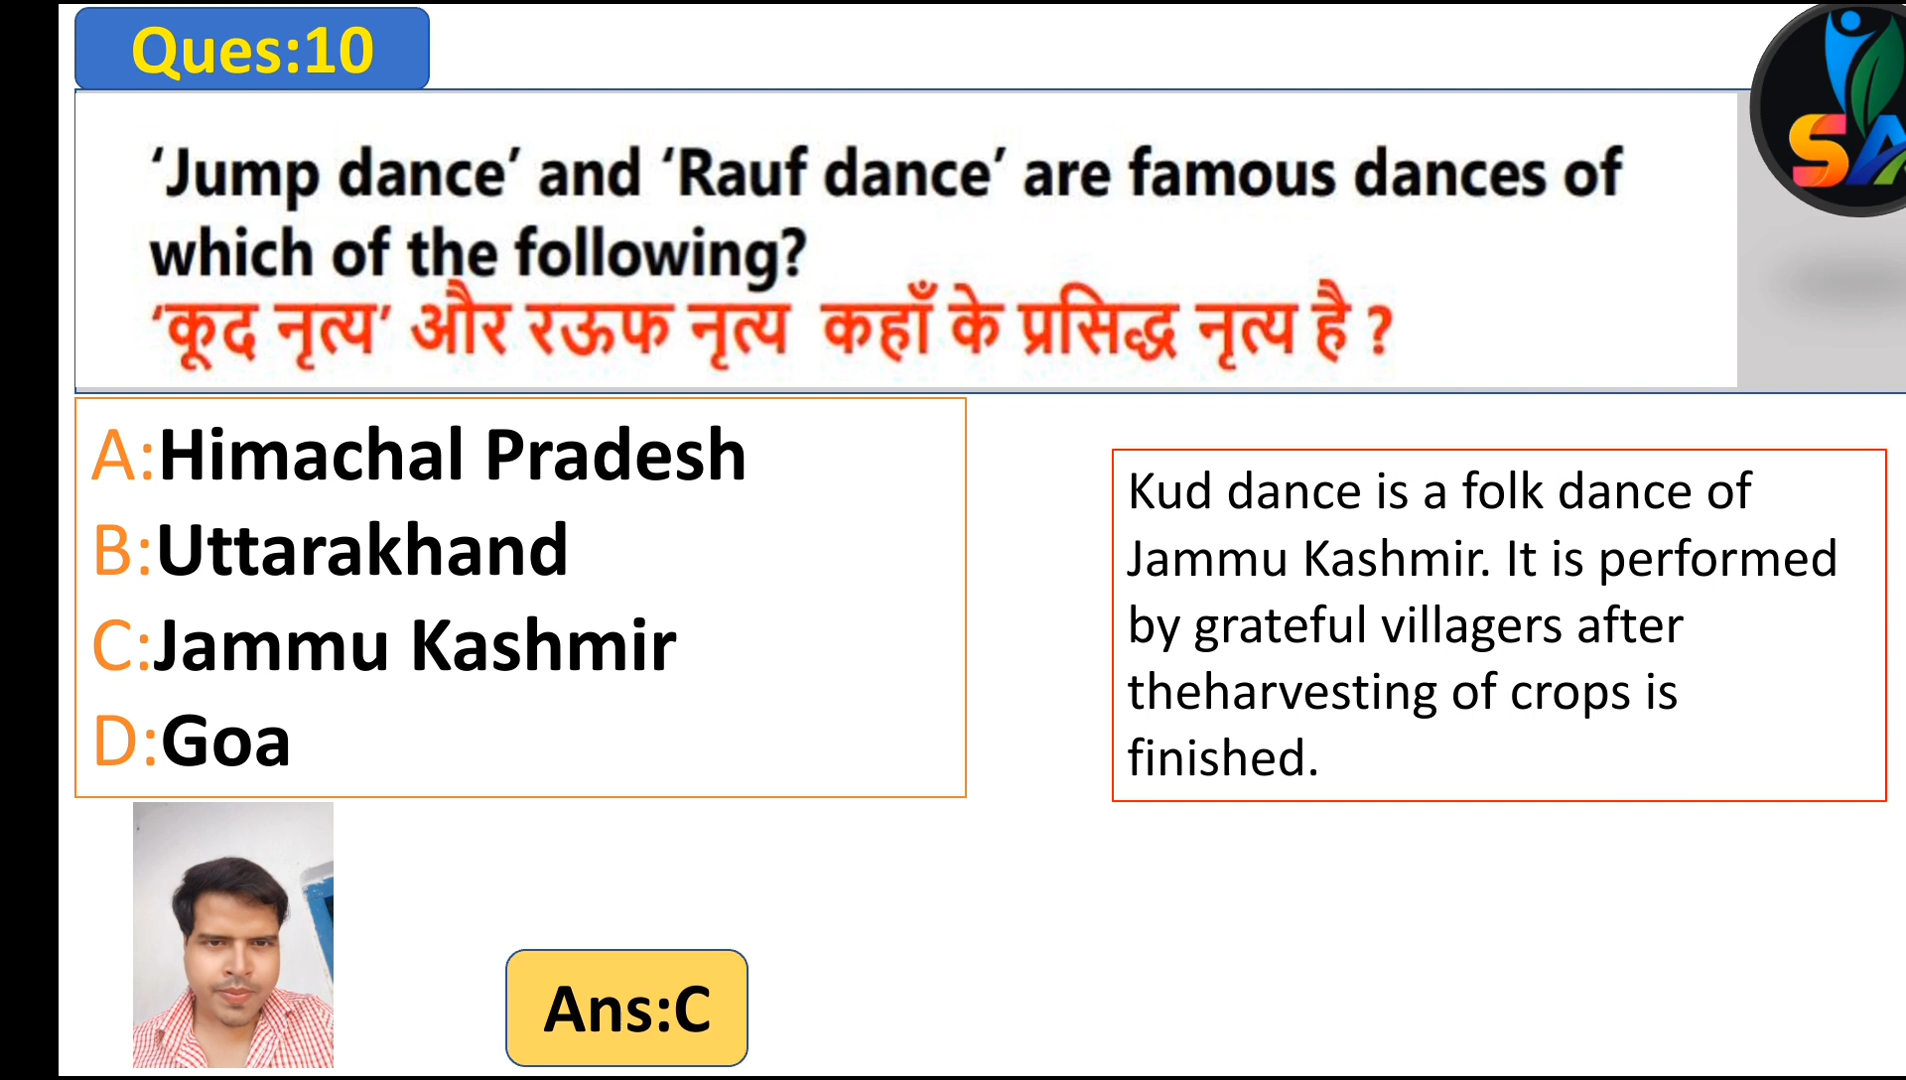 Ques:10
‘Jump dance’ and ‘Rauf dance’ are famous dances of
which of the following?
‘कूद नृत्य’ और रऊफ नृत्य कहाँ के प्रसिद्ध नृत्य है ?
SA
A:Himachal Pradesh
B:Uttarakhand
C:Jammu Kashmir
D:Goa
Kud dance is a folk dance of
Jammu Kashmir. It is performed
by grateful villagers after
theharvesting of crops is
finished.
Ans:C